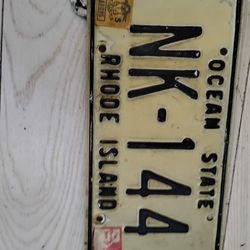 OCEAN STATE
NK-144
RHODE ISLAND